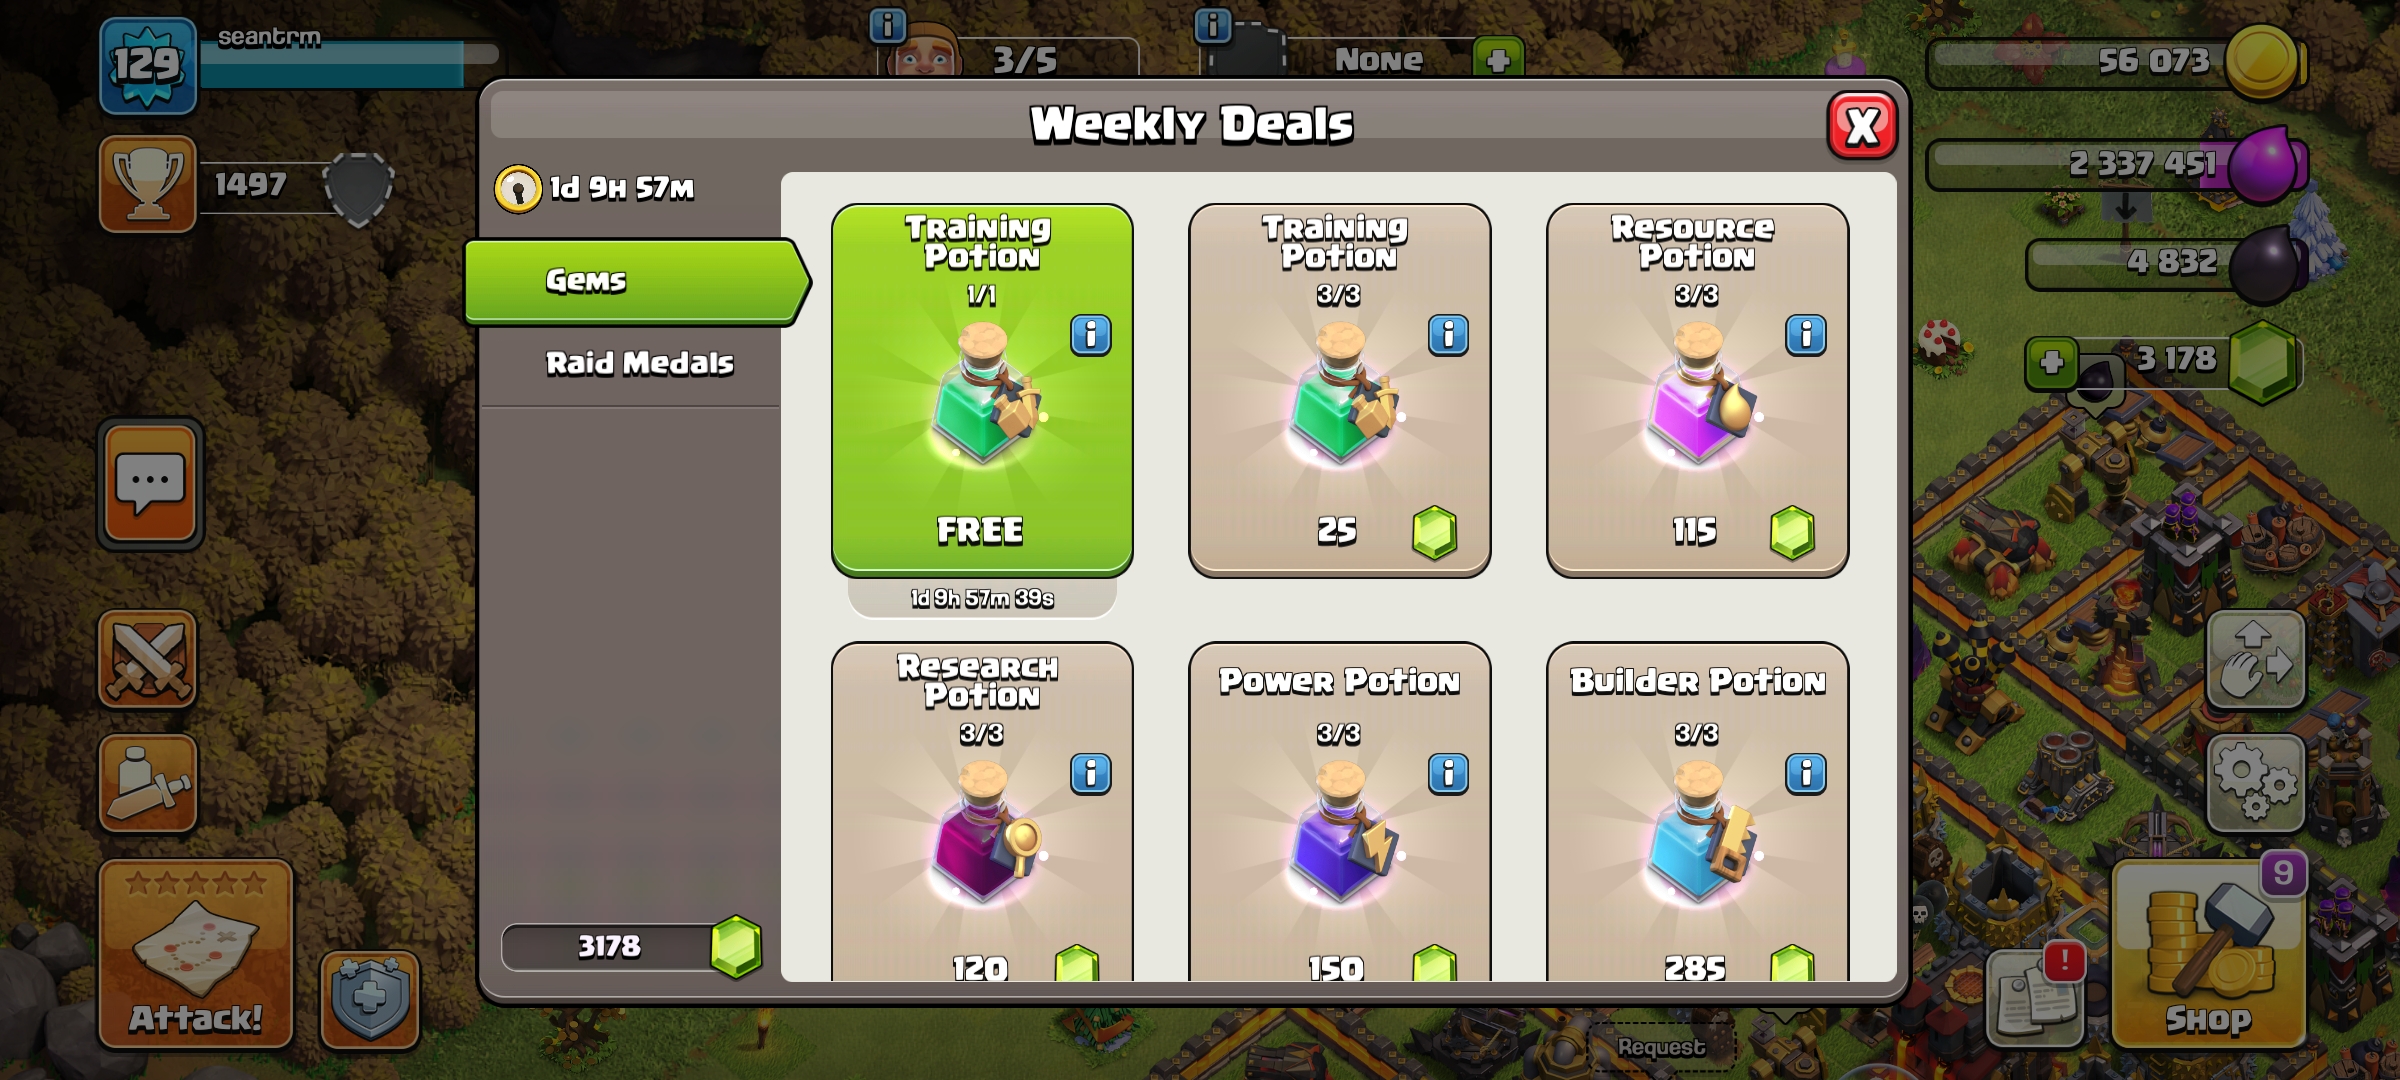 129
seantrm
3/5
None
56 073
Weekly Deals
X
1497
1d 9h 57m
2 337 451
Gems
Raid Medals
4 832
3 178
Training
Potion
1/1
FREE
1d 9h 57m 39s
Training
Potion
3/3
25
Resource
Potion
3/3
115
Research
Potion
3/3
120
Power Potion
3/3
150
Builder Potion
3/3
285
3178
Attack!
9
!
Shop
Request